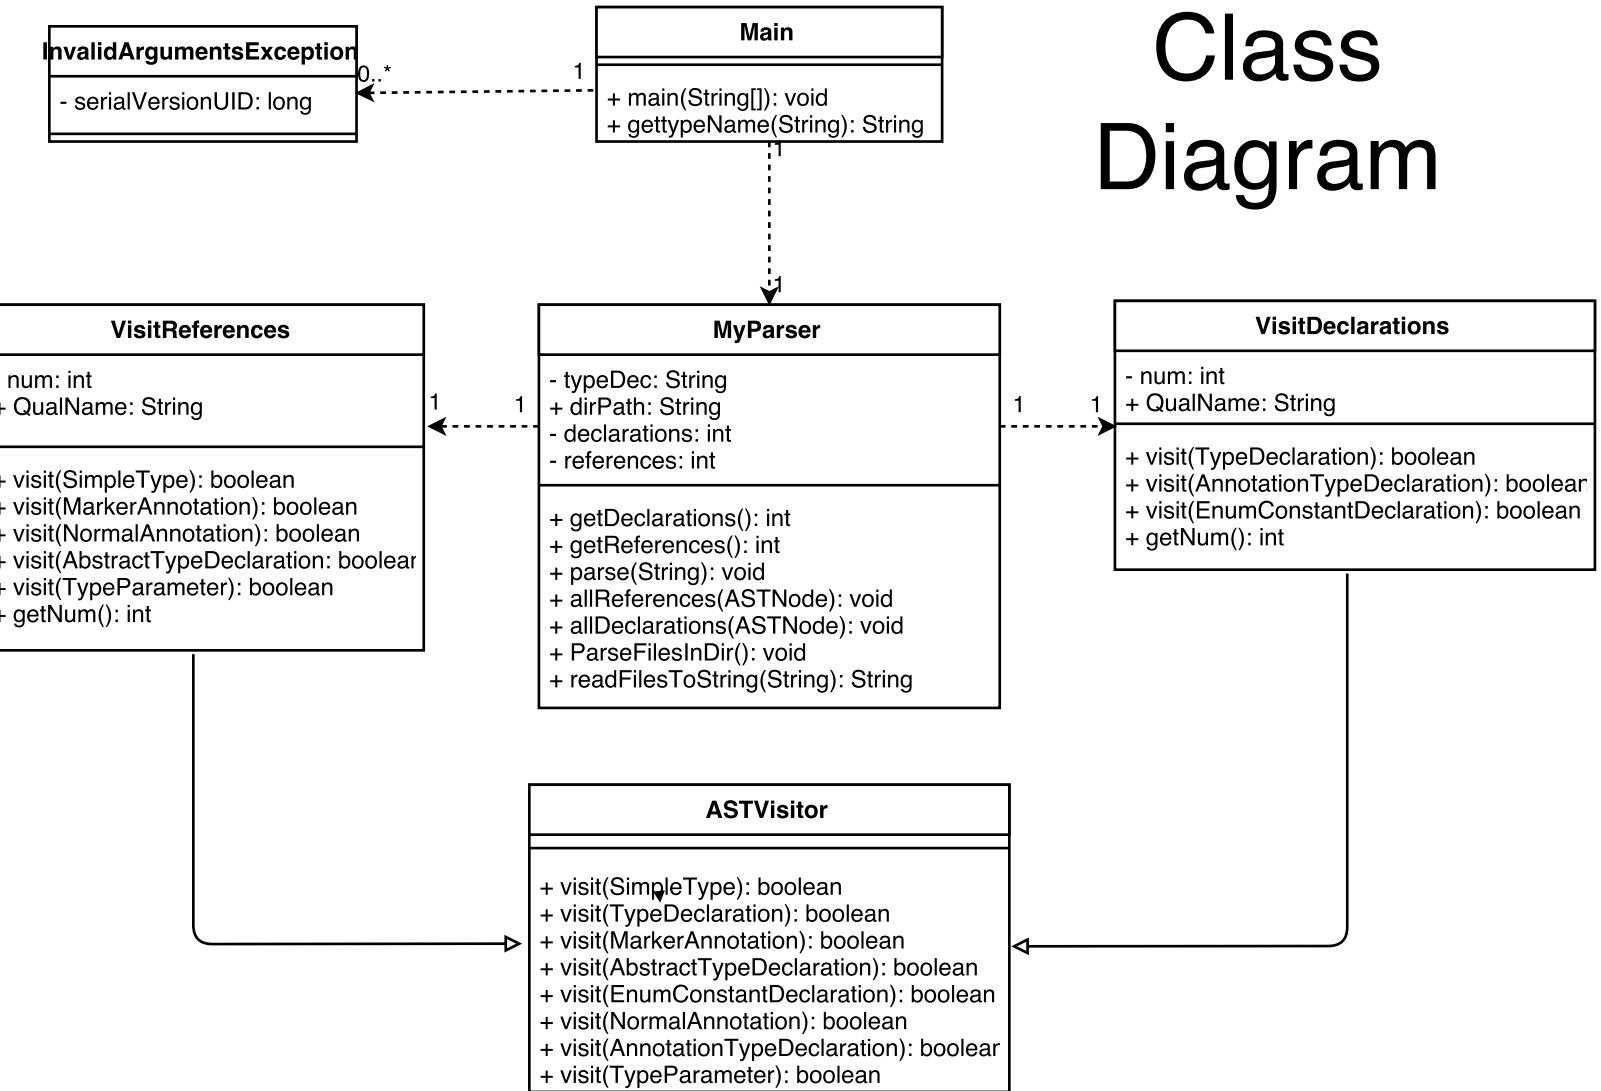 Class
Diagram
InvalidArgumentsException
- serialVersionUID: long
0..*
1
Main
+ main(String[]): void
+ gettypeName(String): String
1
1
VisitReferences
num: int
+ QualName: String
+ visit(SimpleType): boolean
+ visit(MarkerAnnotation): boolean
+ visit(NormalAnnotation): boolean
+ visit(AbstractTypeDeclaration: boolean
+ visit(TypeParameter): boolean
+ getNum(): int
1
1
MyParser
- typeDec: String
+ dirPath: String
- declarations: int
- references: int
+ getDeclarations(): int
+ getReferences(): int
+ parse(String): void
+ allReferences(ASTNode): void
+ allDeclarations(ASTNode): void
+ ParseFilesInDir(): void
+ readFilesToString(String): String
1
1
VisitDeclarations
- num: int
+ QualName: String
+ visit(TypeDeclaration): boolean
+ visit(AnnotationTypeDeclaration): boolean
+ visit(EnumConstantDeclaration): boolean
+ getNum(): int
ASTVisitor
+ visit(SimpleType): boolean
+ visit(TypeDeclaration): boolean
+ visit(MarkerAnnotation): boolean
+ visit(AbstractTypeDeclaration): boolean
+ visit(EnumConstantDeclaration): boolean
+ visit(NormalAnnotation): boolean
+ visit(AnnotationTypeDeclaration): boolean
+ visit(TypeParameter): boolean